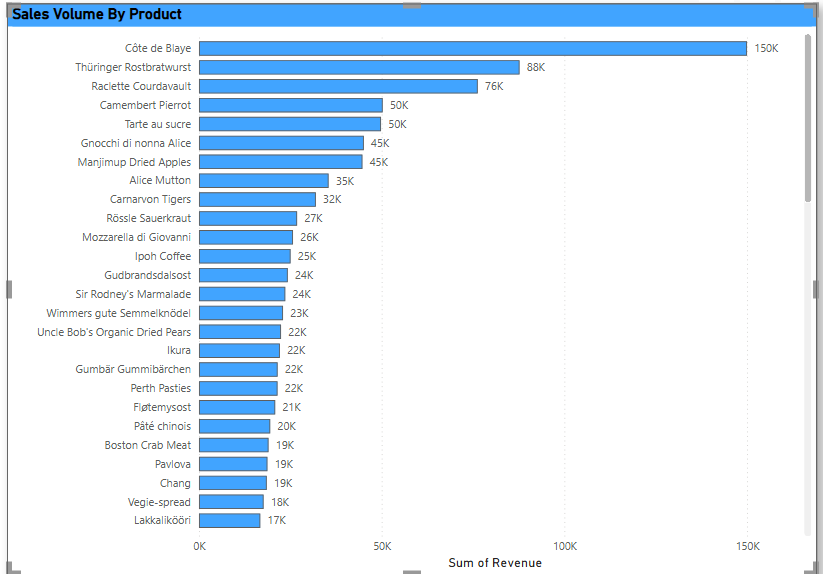 Sales Volume By Product
Côte de Blaye 150K
Thüringer Rostbratwurst 88K
Raclette Courdavault 76K
Camembert Pierrot 50K
Tarte au sucre 50K
Gnocchi di nonna Alice 45K
Manjimup Dried Apples 45K
Alice Mutton 35K
Carnarvon Tigers 32K
Rössle Sauerkraut 27K
Mozzarella di Giovanni 26K
Ipoh Coffee 25K
Gudbrandsdalsost 24K
Sir Rodney's Marmalade 24K
Wimmers gute Semmelknödel 23K
Uncle Bob's Organic Dried Pears 22K
Ikura 22K
Gumbär Gummibärchen 22K
Perth Pasties 22K
Fløtemysost 21K
Pâté chinois 20K
Boston Crab Meat 19K
Pavlova 19K
Chang 19K
Vegie-spread 18K
Lakkalikööri 17K
0K 50K 100K 150K
Sum of Revenue